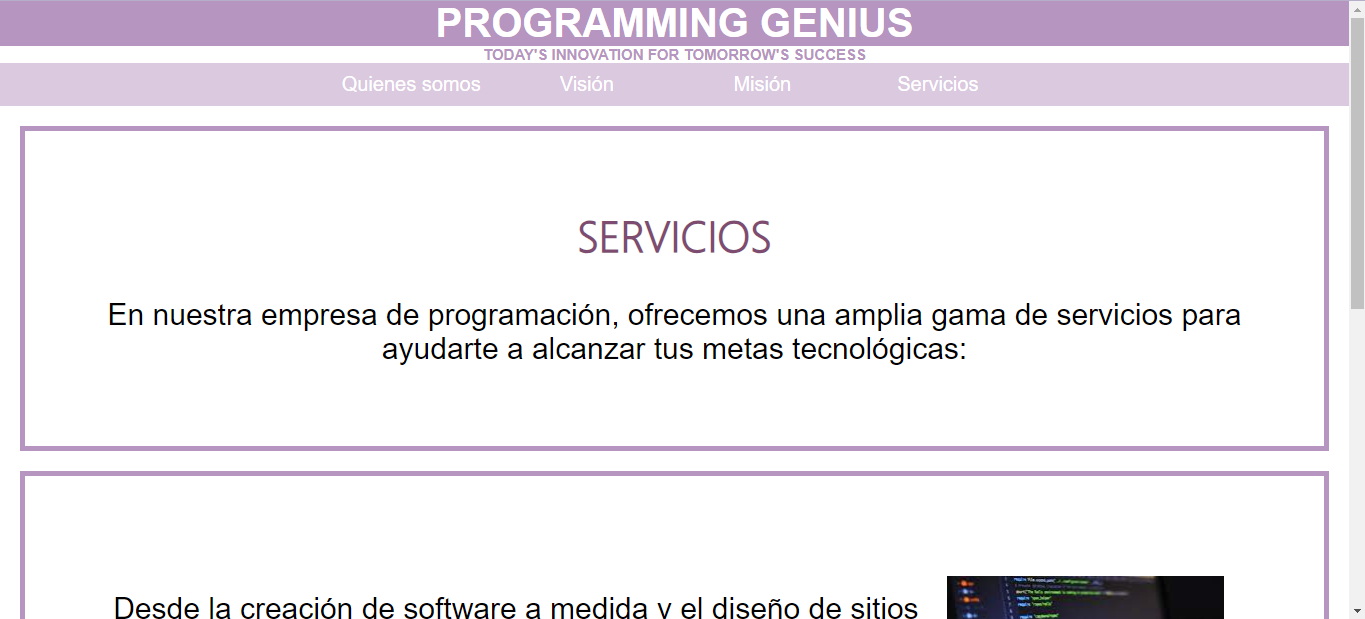 PROGRAMMING GENIUS
TODAY'S INNOVATION FOR TOMORROW'S SUCCESS
Quienes somos Visión Misión Servicios
SERVICIOS
En nuestra empresa de programación, ofrecemos una amplia gama de servicios para
ayudarte a alcanzar tus metas tecnológicas:
Desde la creación de software a medida y el diseño de sitios